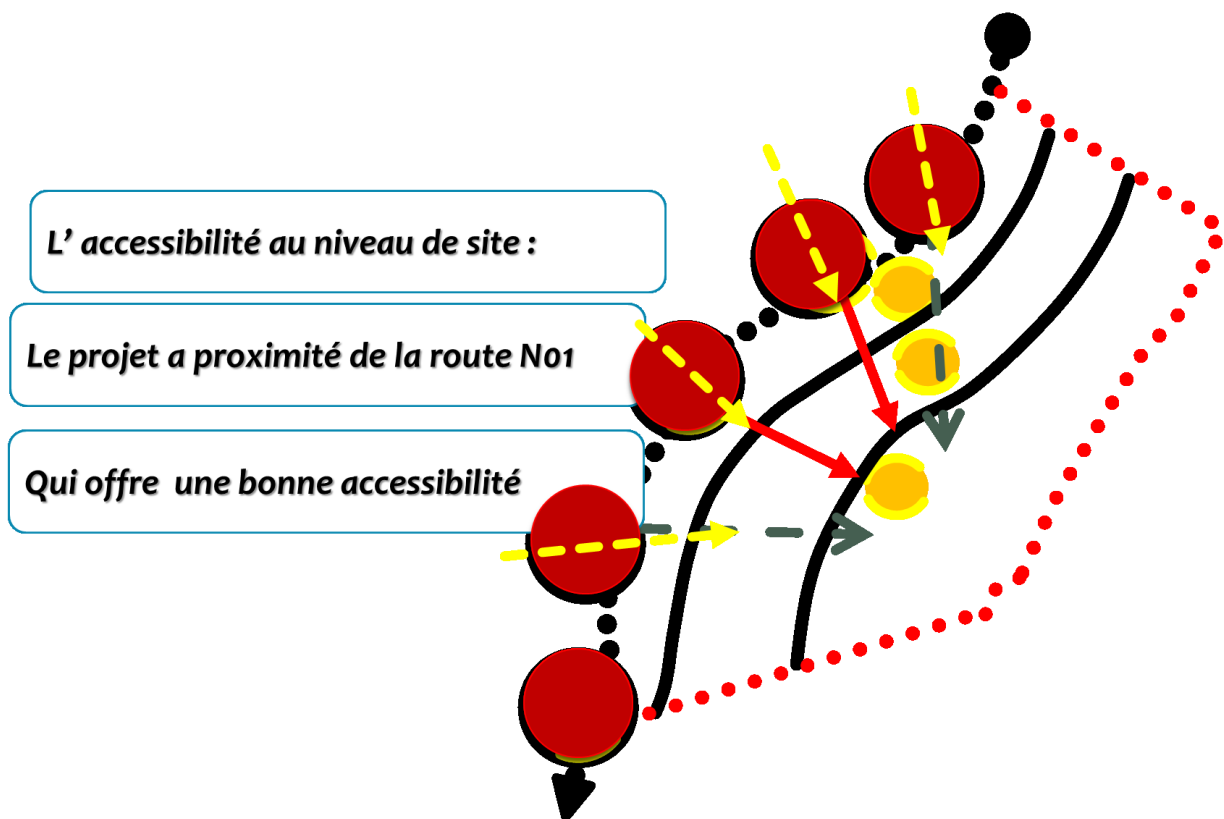 L’ accessibilité au niveau de site :
Le projet a proximité de la route N01
Qui offre  une bonne accessibilité